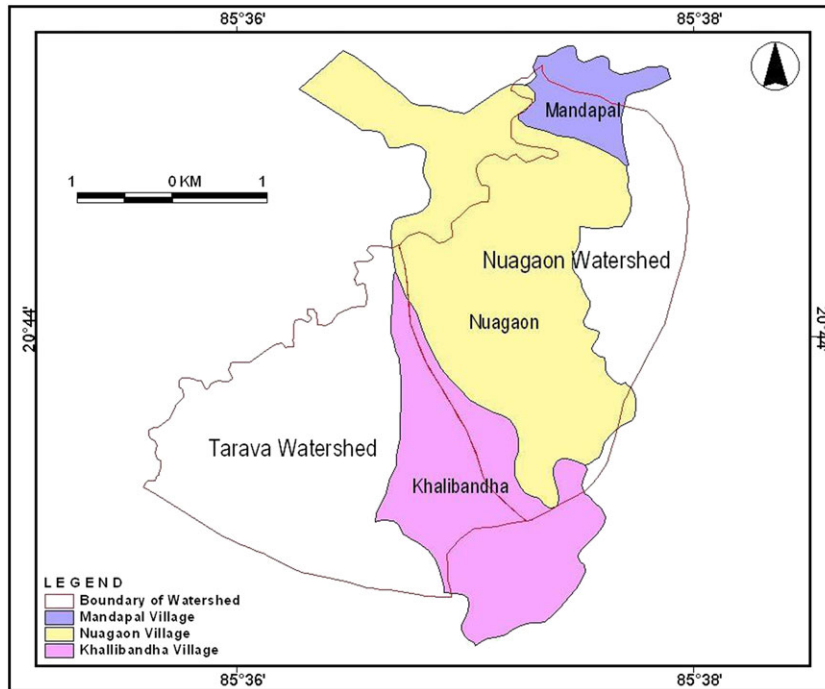 85°36' 85°38'
Mandapal
1 0 KM 1
Nuagaon Watershed
20°44' 20°44'
Nuagaon
Tarava Watershed
Khalibandha
LEGEND
Boundary of Watershed
Mandapal Village
Nuagaon Village
Khallibandha Village
85°36' 85°38'